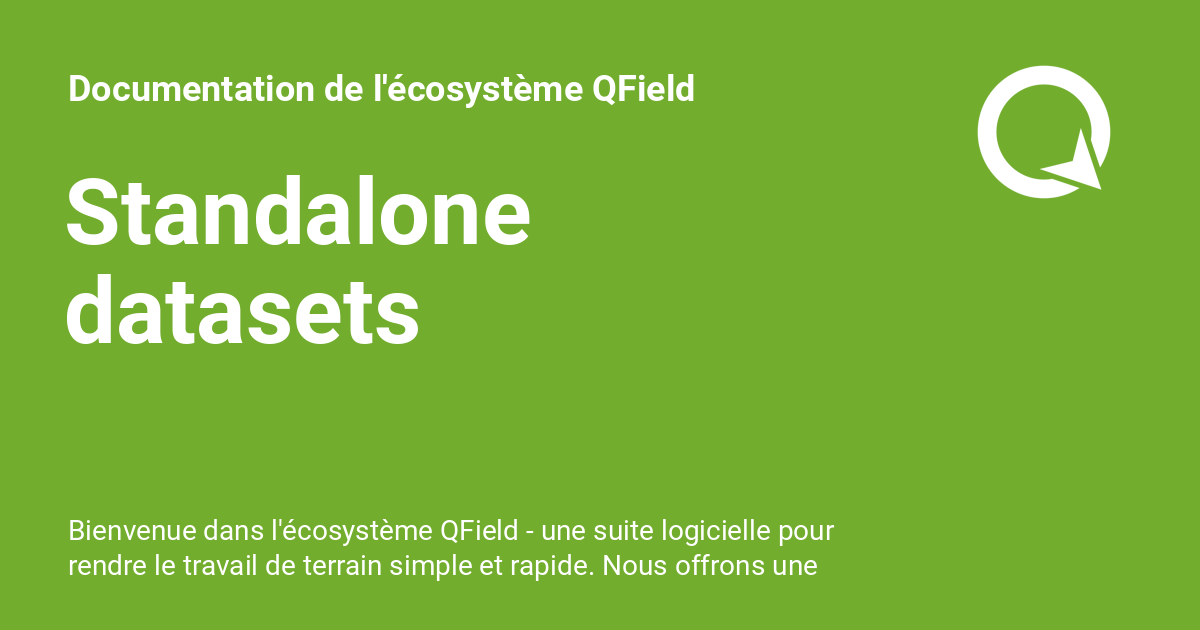 Documentation de l'écosystème QField
Standalone
datasets
Bienvenue dans l'écosystème QField - une suite logicielle pour
rendre le travail de terrain simple et rapide. Nous offrons une